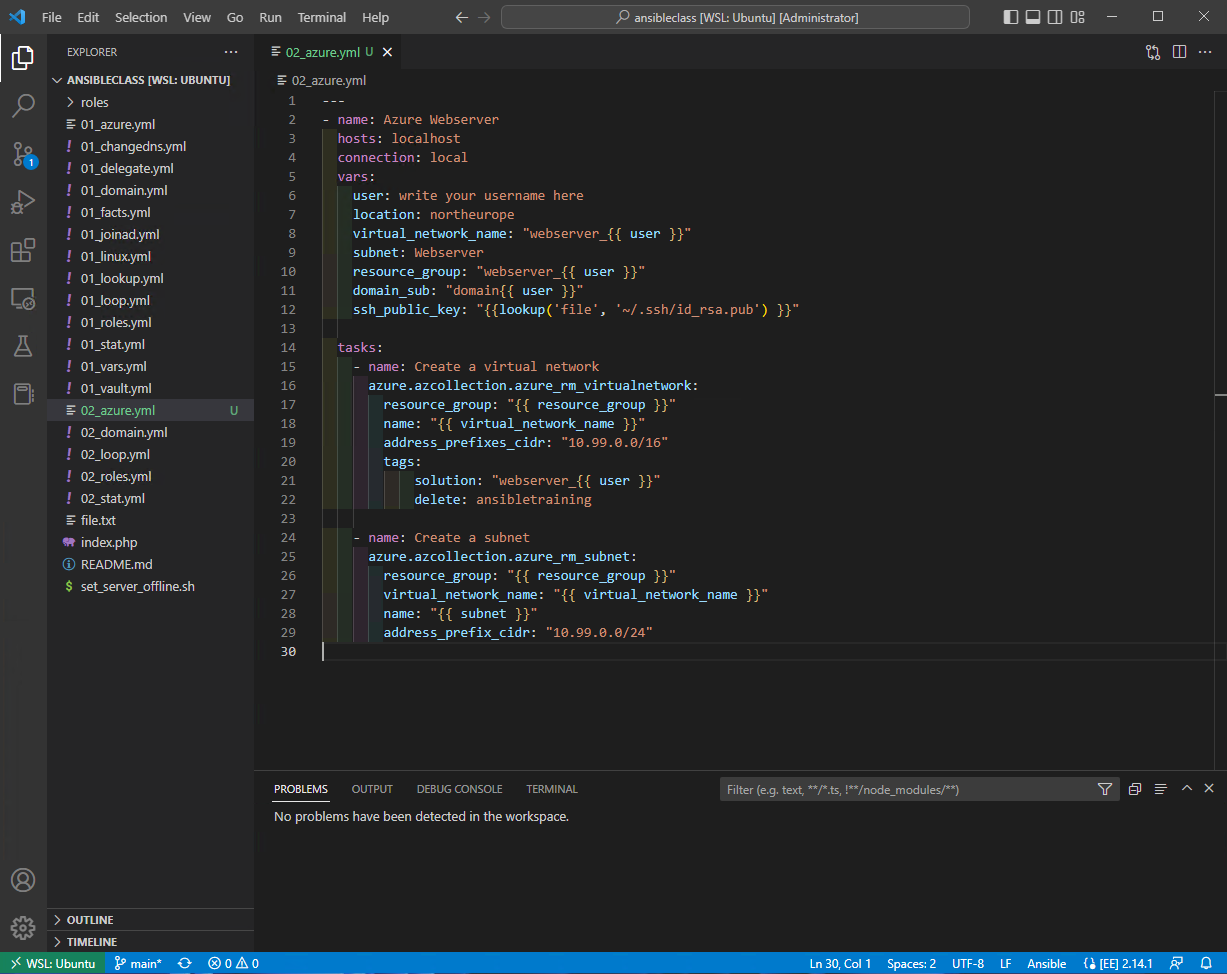 File Edit Selection View Go Run Terminal Help
ansibleclass [WSL: Ubuntu] [Administrator]
EXPLORER
ANSIBLECLASS [WSL: UBUNTU]
roles
01_azure.yml
01_changedns.yml
01_delegate.yml
01_domain.yml
01_facts.yml
01_joinad.yml
01_linux.yml
01_lookup.yml
01_loop.yml
01_roles.yml
01_stat.yml
01_vars.yml
01_vault.yml
02_azure.yml U
02_domain.yml
02_loop.yml
02_roles.yml
02_stat.yml
file.txt
index.php
README.md
$ set_server_offline.sh
OUTLINE
TIMELINE
1
02_azure.yml U
02_azure.yml
1 ---
2 - name: Azure Webserver
3 hosts: localhost
4 connection: local
5 vars:
6 user: write your username here
7 location: northeurope
8 virtual_network_name: "webserver_{{ user }}"
9 subnet: Webserver
10 resource_group: "webserver_{{ user }}"
11 domain_sub: "domain{{ user }}"
12 ssh_public_key: "{{lookup('file', '~/.ssh/id_rsa.pub') }}"
13
14 tasks:
15 - name: Create a virtual network
16 azure.azcollection.azure_rm_virtualnetwork:
17 resource_group: "{{ resource_group }}"
18 name: "{{ virtual_network_name }}"
19 address_prefixes_cidr: "10.99.0.0/16"
20 tags:
21 solution: "webserver_{{ user }}"
22 delete: ansibletraining
23
24 - name: Create a subnet
25 azure.azcollection.azure_rm_subnet:
26 resource_group: "{{ resource_group }}"
27 virtual_network_name: "{{ virtual_network_name }}"
28 name: "{{ subnet }}"
29 address_prefix_cidr: "10.99.0.0/24"
30
PROBLEMS OUTPUT DEBUG CONSOLE TERMINAL
Filter (e.g. text, **/*.ts, !**/node_modules/**)
No problems have been detected in the workspace.
WSL: Ubuntu main* 0 0 Ln 30, Col 1 Spaces: 2 UTF-8 LF Ansible [EE] 2.14.1